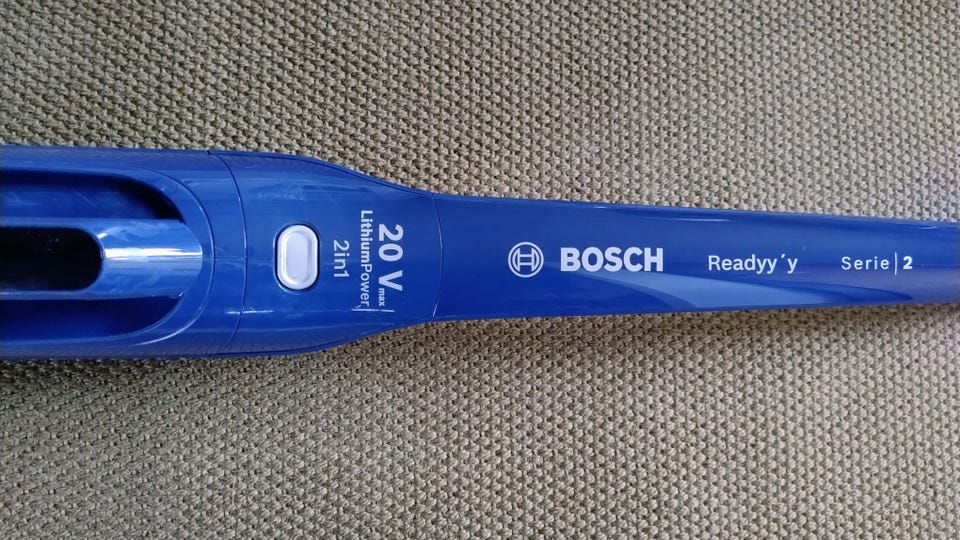 20 Vmax
LithiumPower
2in1
BOSCH
Readyy´y
Serie|2